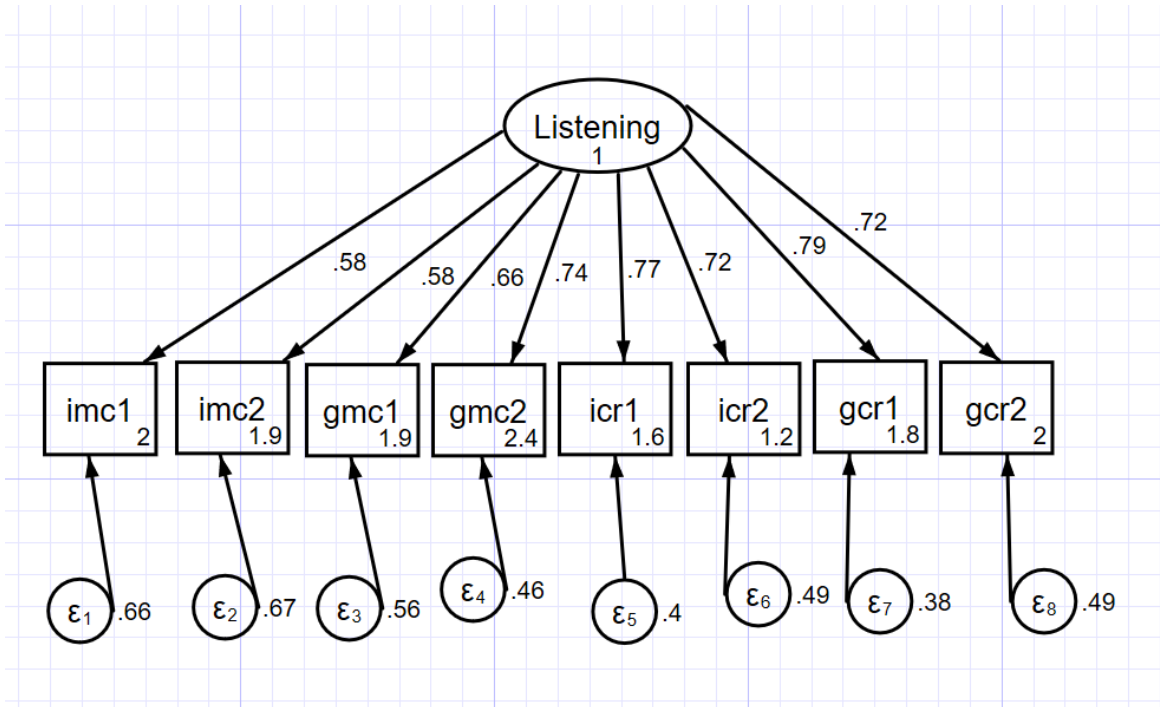 Listening
1
.58
.58
.66
.74
.77
.72
.79
.72
imc1
2
imc2
1.9
gmc1
1.9
gmc2
2.4
icr1
1.6
icr2
1.2
gcr1
1.8
gcr2
2
ε1
.66
ε2
.67
ε3
.56
ε4
.46
ε5
.4
ε6
.49
ε7
.38
ε8
.49